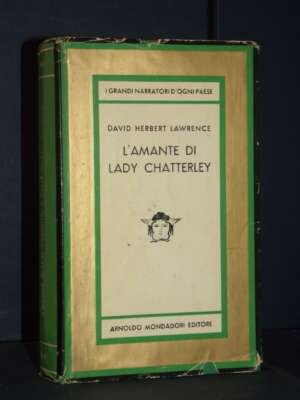 I GRANDI NARRATORI D'OGNI PAESE
DAVID HERBERT LAWRENCE
L'AMANTE DI
LADY CHATTERLEY
ARNOLDO MONDADORI EDITORE